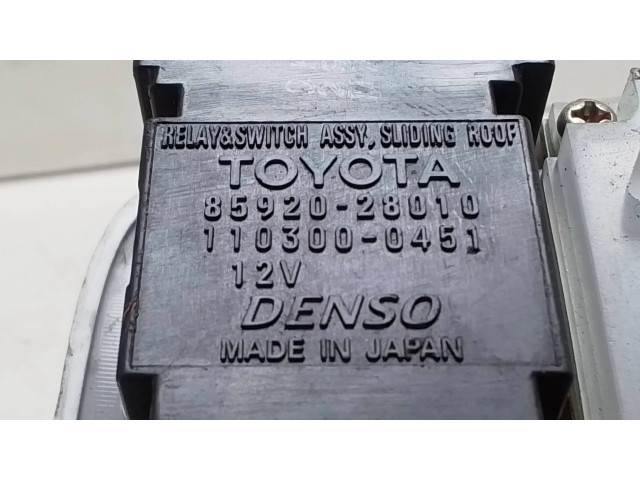 RELAY&SWITCH ASSY, SLIDING ROOF
TOYOTA
85920-28010
110300-0451
12V
DENSO
MADE IN JAPAN